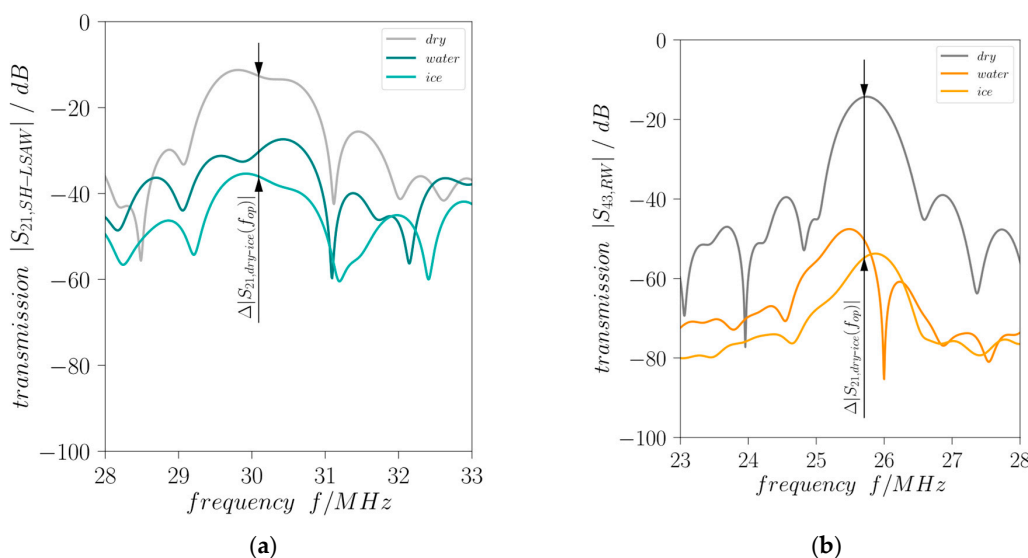 0
−20
−40
−60
−80
−100
28
29
30
31
32
33
transmission |S21,SH−LSAW| / dB
frequency f/MHz
dry
water
ice
Δ|S21,dry−ice(fop)|
(a)
0
−20
−40
−60
−80
−100
23
24
25
26
27
28
transmission |S43,RW| / dB
frequency f/MHz
dry
water
ice
Δ|S21,dry−ice(fop)|
(b)